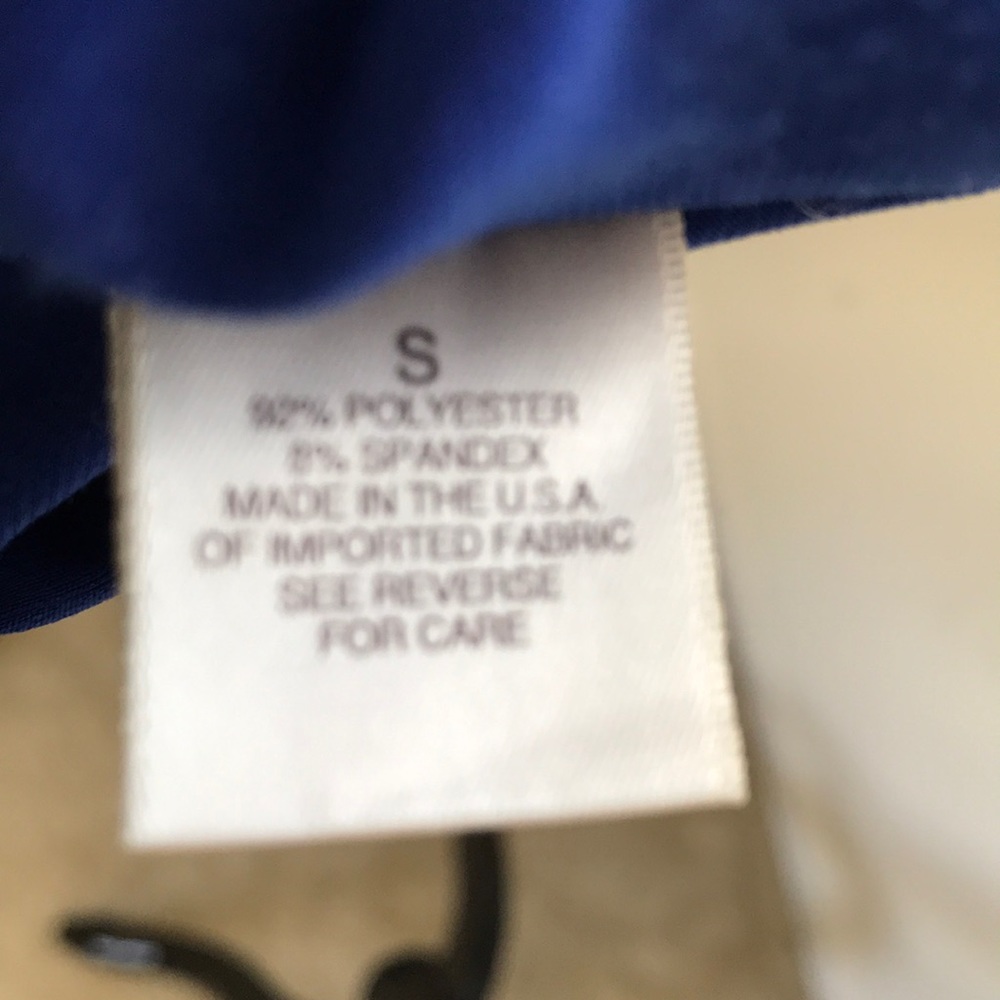 S
92% POLYESTER
8% SPANDEX
MADE IN THE U.S.A.
OF IMPORTED FABRIC
SEE REVERSE
FOR CARE